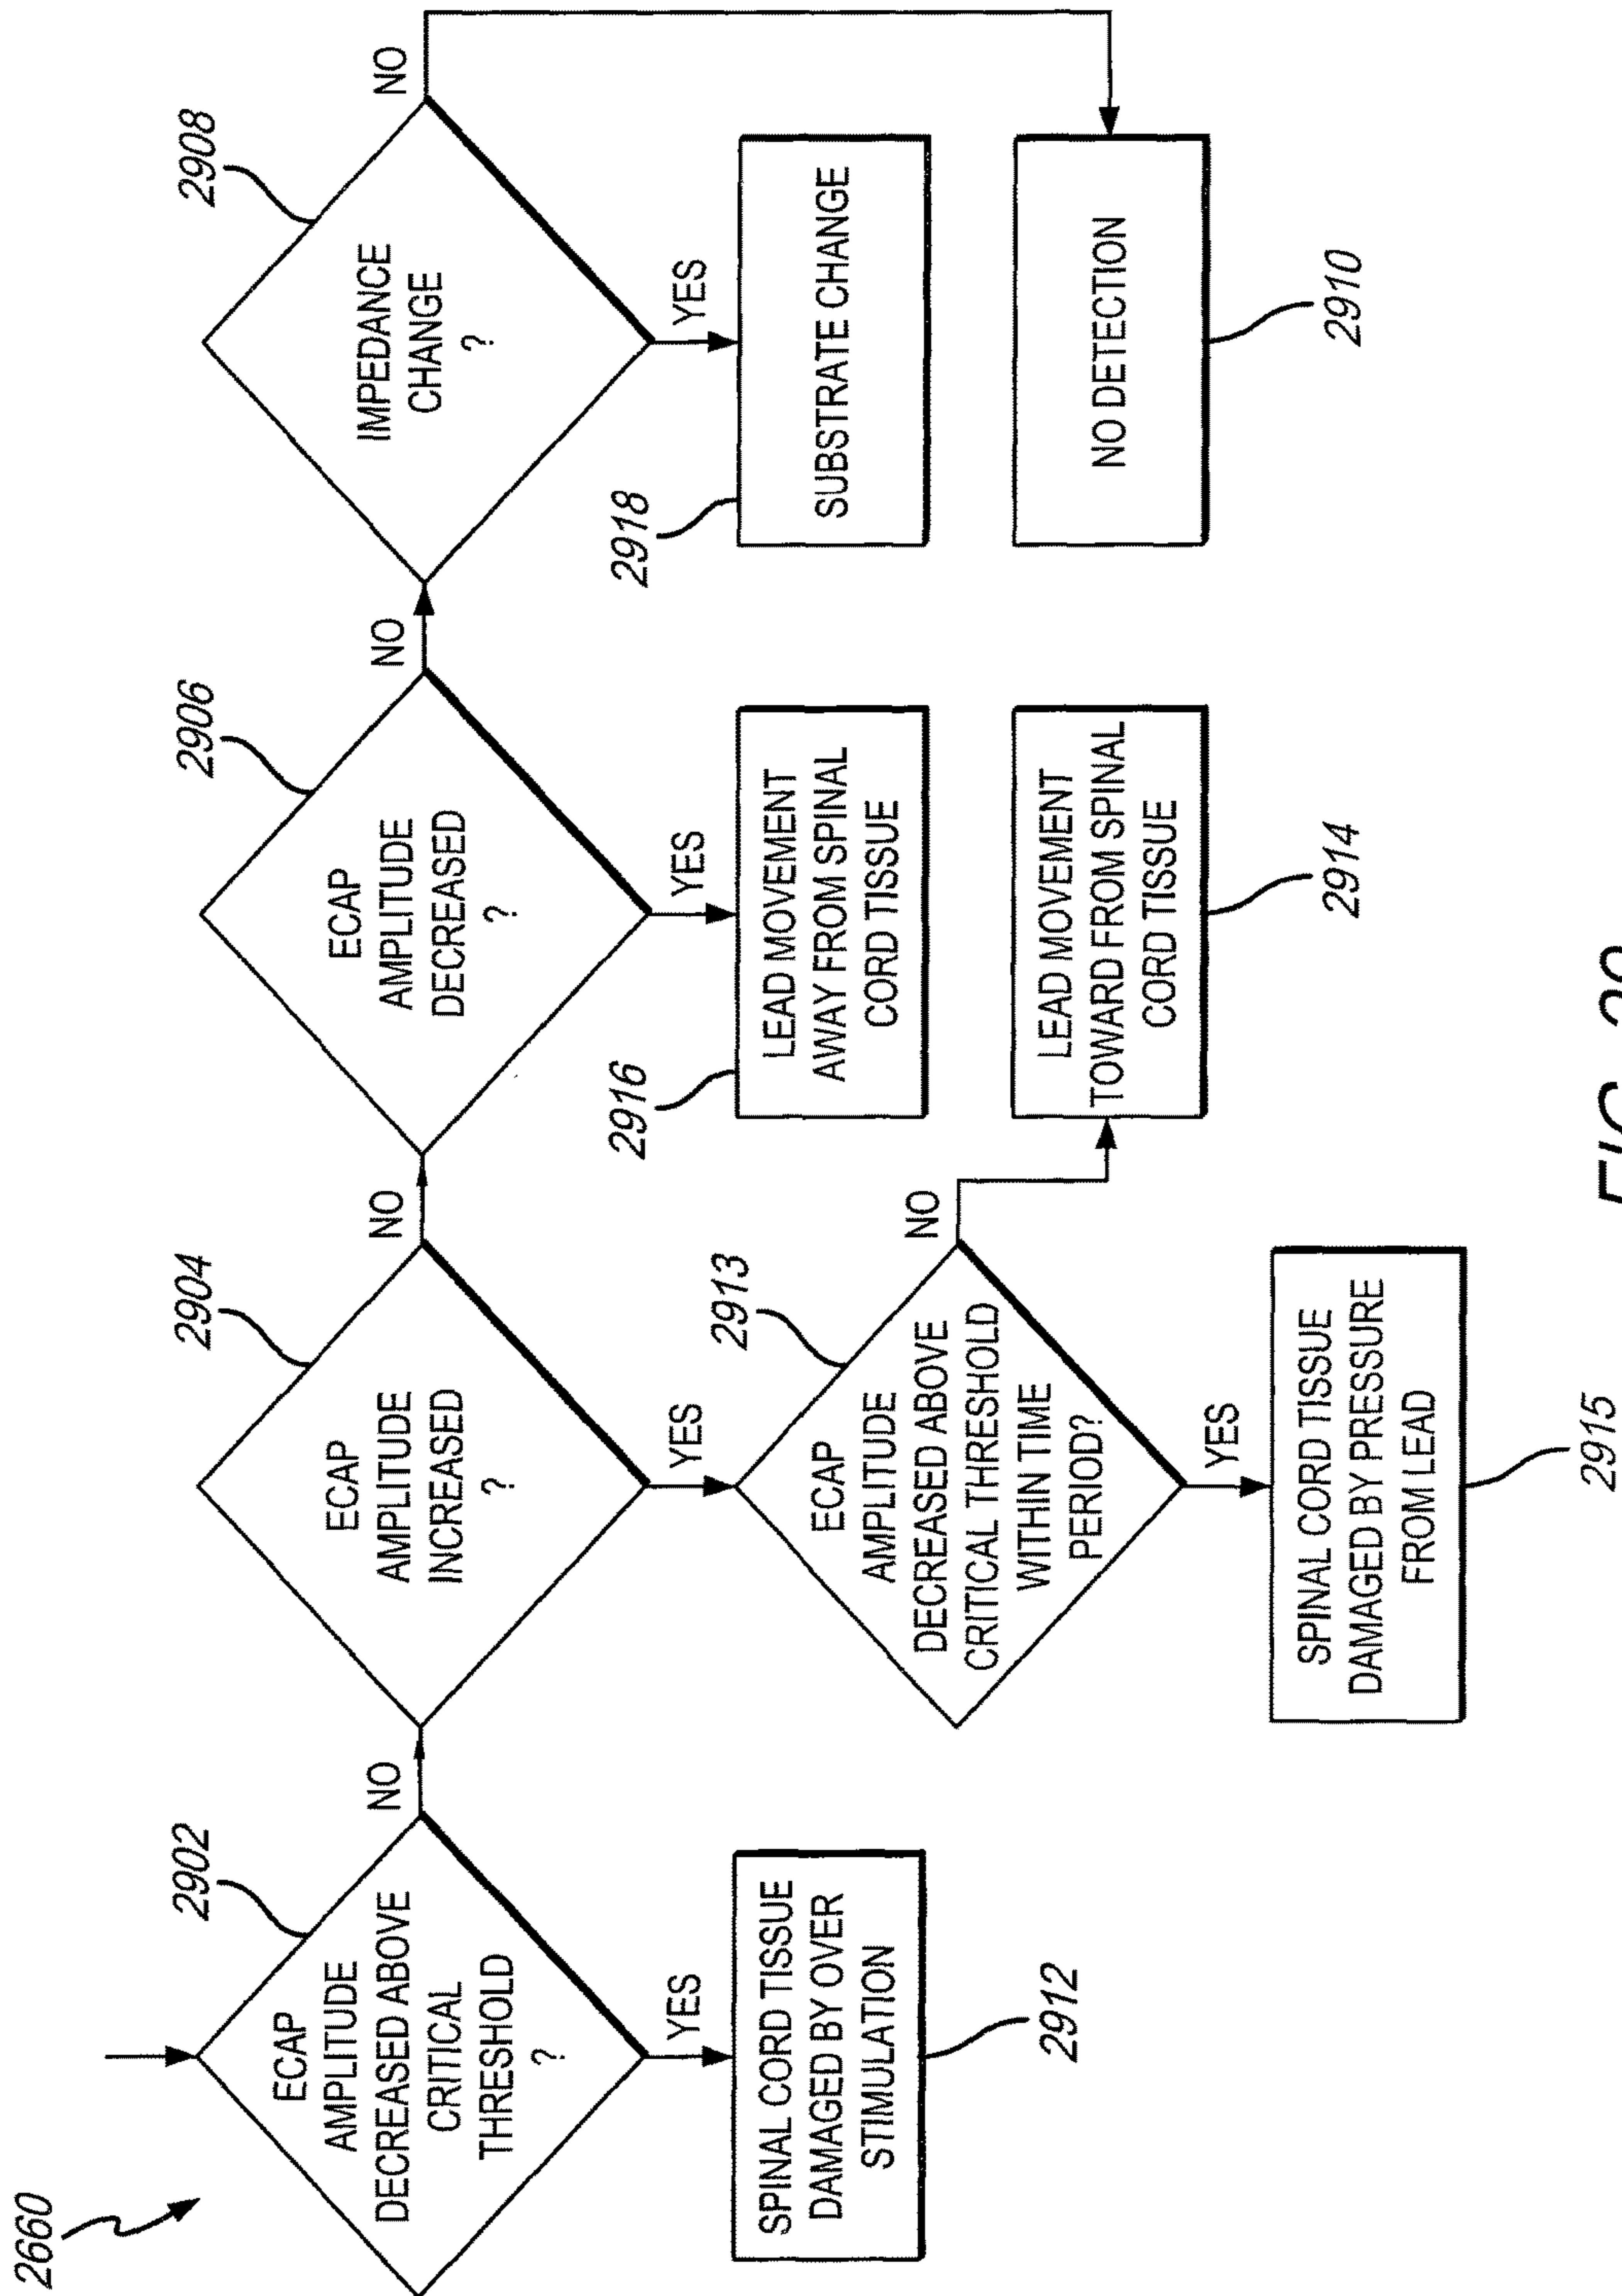 2660
2902
ECAP
AMPLITUDE
DECREASED ABOVE
CRITICAL
THRESHOLD
?
NO
YES
SPINAL CORD TISSUE
DAMAGED BY OVER
STIMULATION
2912
2904
ECAP
AMPLITUDE
INCREASED
?
NO
YES
2913
ECAP
AMPLITUDE
DECREASED ABOVE
CRITICAL THRESHOLD
WITHIN TIME
PERIOD?
NO
YES
SPINAL CORD TISSUE
DAMAGED BY PRESSURE
FROM LEAD
2915
2906
ECAP
AMPLITUDE
DECREASED
?
NO
YES
2916
LEAD MOVEMENT
AWAY FROM SPINAL
CORD TISSUE
LEAD MOVEMENT
TOWARD FROM SPINAL
CORD TISSUE
2914
2908
IMPEDANCE
CHANGE
?
NO
YES
2918
SUBSTRATE CHANGE
NO DETECTION
2910
FIG.